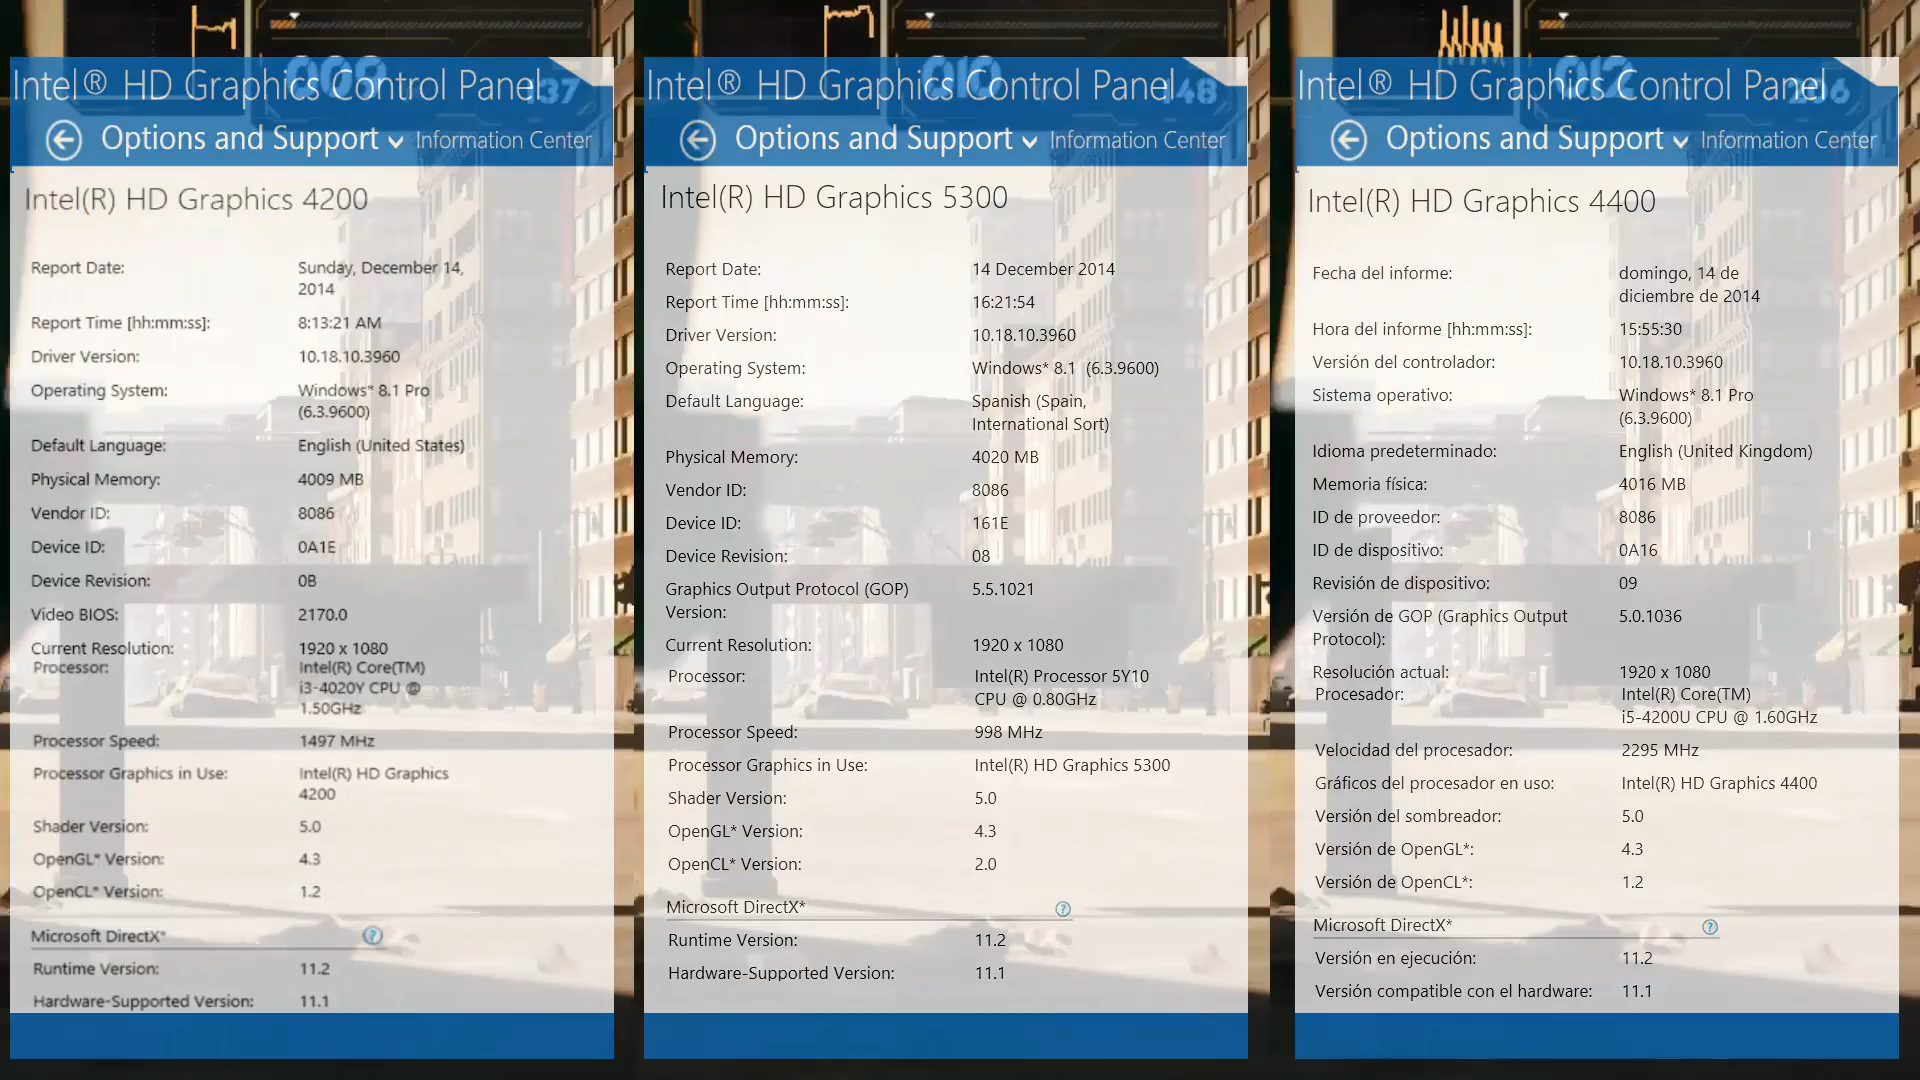 Intel® HD Graphics Control Panel
Options and Support Information Center
Intel(R) HD Graphics 4200
Report Date: Sunday, December 14,
2014
Report Time [hh:mm:ss]: 8:13:21 AM
Driver Version: 10.18.10.3960
Operating System: Windows* 8.1 Pro
(6.3.9600)
Default Language: English (United States)
Physical Memory: 4009 MB
Vendor ID: 8086
Device ID: 0A1E
Device Revision: 0B
Video BIOS: 2170.0
Current Resolution: 1920 x 1080
Processor: Intel(R) Core(TM)
i3-4020Y CPU @
1.50GHz
Processor Speed: 1497 MHz
Processor Graphics in Use: Intel(R) HD Graphics
4200
Shader Version: 5.0
OpenGL* Version: 4.3
OpenCL* Version: 1.2
Microsoft DirectX* ?
Runtime Version: 11.2
Hardware-Supported Version: 11.1
009
137
Intel® HD Graphics Control Panel
Options and Support Information Center
Intel(R) HD Graphics 5300
Report Date: 14 December 2014
Report Time [hh:mm:ss]: 16:21:54
Driver Version: 10.18.10.3960
Operating System: Windows* 8.1 (6.3.9600)
Default Language: Spanish (Spain,
International Sort)
Physical Memory: 4020 MB
Vendor ID: 8086
Device ID: 161E
Device Revision: 08
Graphics Output Protocol (GOP) 5.5.1021
Version:
Current Resolution: 1920 x 1080
Processor: Intel(R) Processor 5Y10
CPU @ 0.80GHz
Processor Speed: 998 MHz
Processor Graphics in Use: Intel(R) HD Graphics 5300
Shader Version: 5.0
OpenGL* Version: 4.3
OpenCL* Version: 2.0
Microsoft DirectX* ?
Runtime Version: 11.2
Hardware-Supported Version: 11.1
010
148
Intel® HD Graphics Control Panel
Options and Support Information Center
Intel(R) HD Graphics 4400
Fecha del informe: domingo, 14 de
diciembre de 2014
Hora del informe [hh:mm:ss]: 15:55:30
Versión del controlador: 10.18.10.3960
Sistema operativo: Windows* 8.1 Pro
(6.3.9600)
Idioma predeterminado: English (United Kingdom)
Memoria física: 4016 MB
ID de proveedor: 8086
ID de dispositivo: 0A16
Revisión de dispositivo: 09
Versión de GOP (Graphics Output 5.0.1036
Protocol):
Resolución actual: 1920 x 1080
Procesador: Intel(R) Core(TM)
i5-4200U CPU @ 1.60GHz
Velocidad del procesador: 2295 MHz
Gráficos del procesador en uso: Intel(R) HD Graphics 4400
Versión del sombreador: 5.0
Versión de OpenGL*: 4.3
Versión de OpenCL*: 1.2
Microsoft DirectX* ?
Versión en ejecución: 11.2
Versión compatible con el hardware: 11.1
012